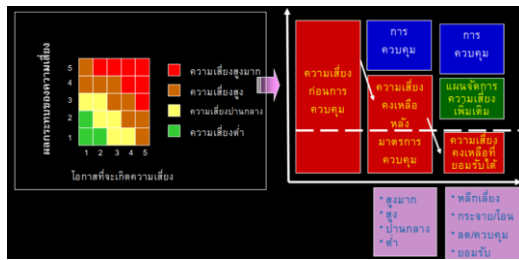 ผลกระทบของความเสี่ยง
5
4
3
2
1
1 2 3 4 5
โอกาสที่จะเกิดความเสี่ยง
ความเสี่ยงสูงมาก
ความเสี่ยงสูง
ความเสี่ยงปานกลาง
ความเสี่ยงต่ำ
ความเสี่ยง
ก่อนการ
ควบคุม
การ
ควบคุม
ความเสี่ยง
คงเหลือ
หลัง
มาตรการ
ควบคุม
การ
ควบคุม
แผนจัดการ
ความเสี่ยง
เพิ่มเติม
ความเสี่ยง
คงเหลือที่
ยอมรับได้
*สูงมาก
*สูง
*ปานกลาง
*ต่ำ
*หลีกเลี่ยง
*กระจาย/โอน
*ลด/ควบคุม
*ยอมรับ